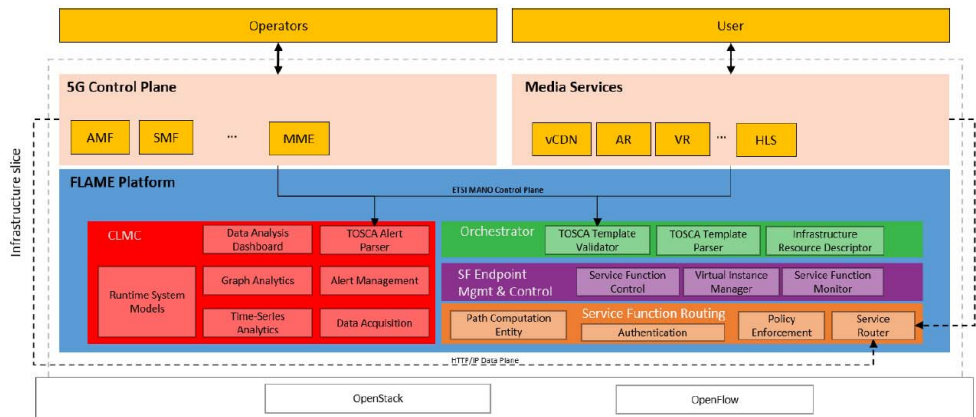 Operators
User
5G Control Plane
AMF
SMF
...
MME
Media Services
vCDN
AR
VR
...
HLS
Infrastructure slice
FLAME Platform
ETSI MANO Control Plane
CLMC
Data Analysis
Dashboard
TOSCA Alert
Parser
Runtime System
Models
Graph Analytics
Alert Management
Time-Series
Analytics
Data Acquisition
Orchestrator
TOSCA Template
Validator
TOSCA Template
Parser
Infrastructure
Resource Descriptor
SF Endpoint
Mgmt & Control
Service Function
Control
Virtual Instance
Manager
Service Function
Monitor
Service Function Routing
Path Computation
Entity
Authentication
Policy
Enforcement
Service
Router
HTTP/IP Data Plane
OpenStack
OpenFlow